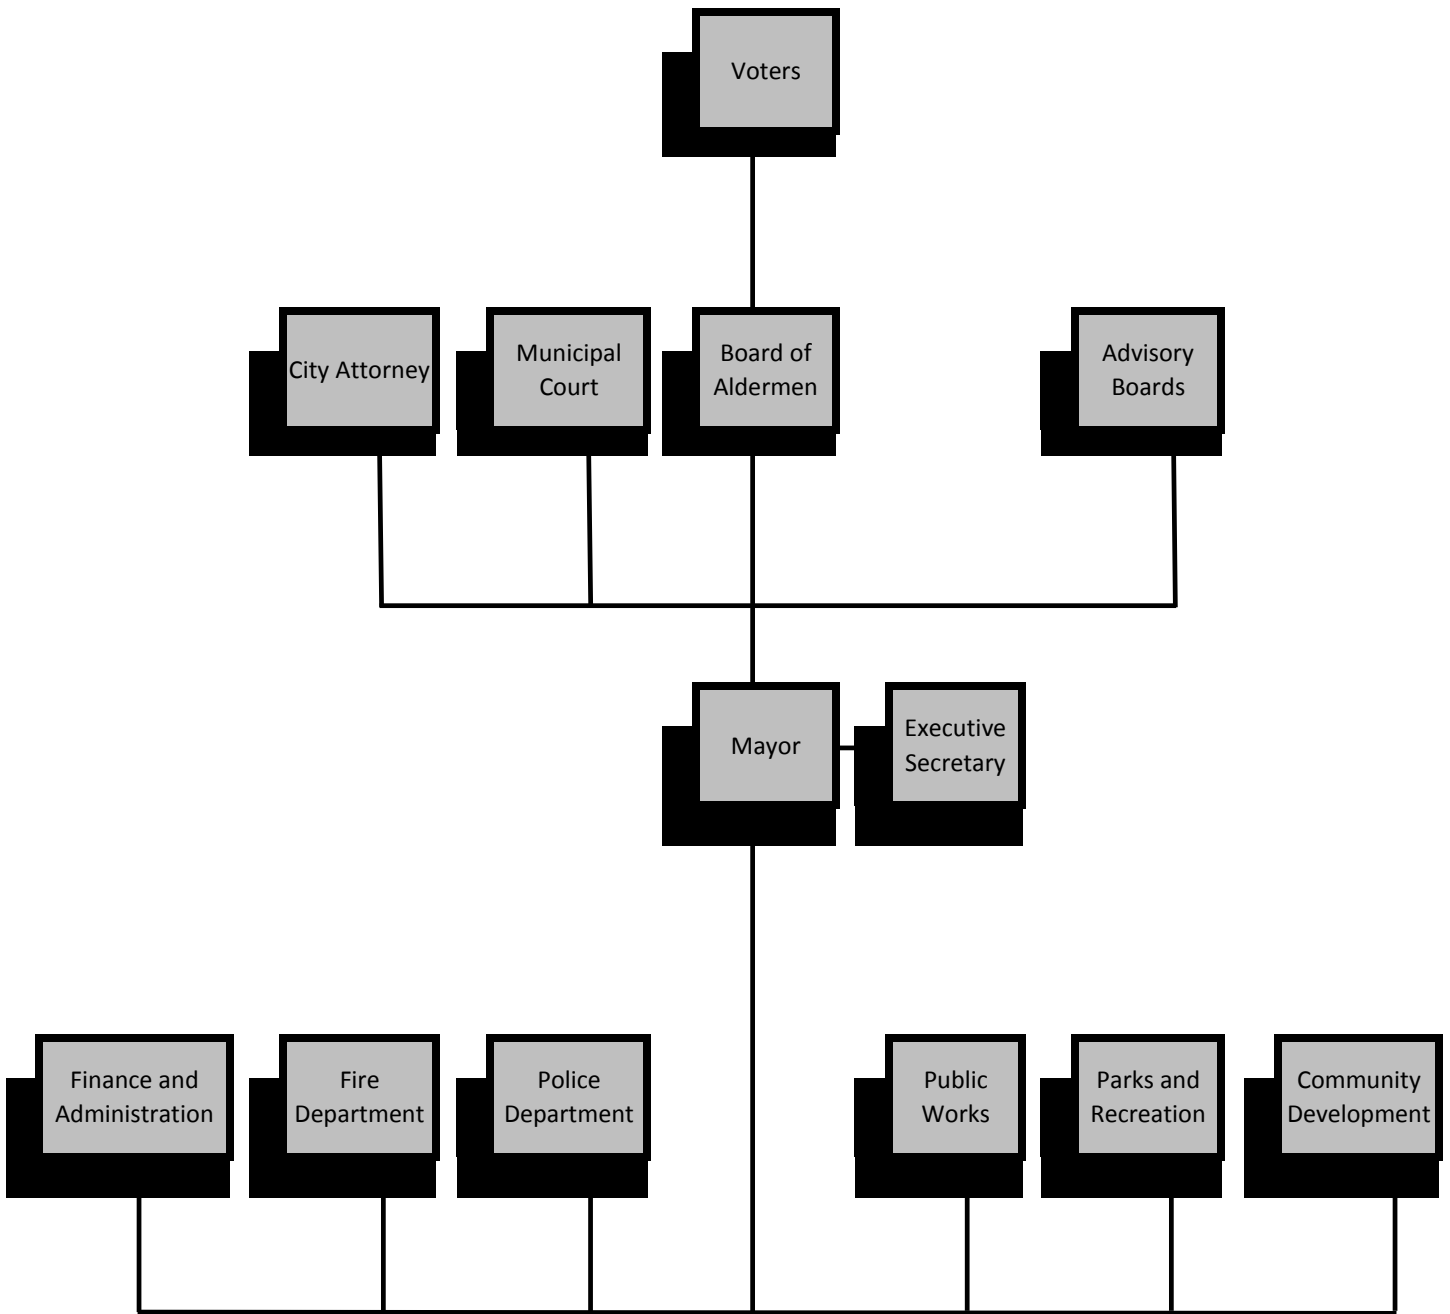 Voters
City Attorney
Municipal
Court
Board of
Aldermen
Advisory
Boards
Mayor
Executive
Secretary
Finance and
Administration
Fire
Department
Police
Department
Public
Works
Parks and
Recreation
Community
Development